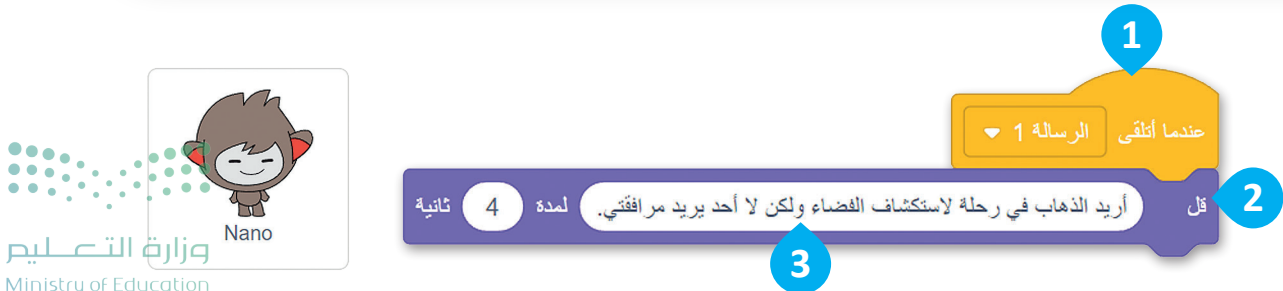 1
عندما أتلقى الرسالة 1
2
قل أريد الذهاب في رحلة لاستكشاف الفضاء ولكن لا أحد يريد مرافقتي. لمدة 4 ثانية
3
Nano
وزارة التعليم
Ministry of Education